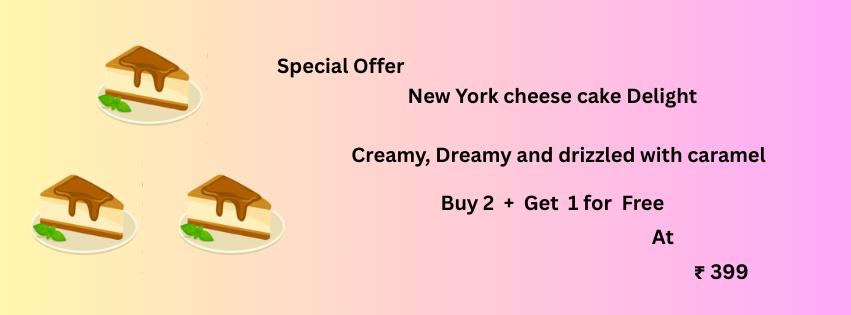 Special Offer
New York cheese cake Delight
Creamy, Dreamy and drizzled with caramel
Buy 2 + Get 1 for Free
At
₹ 399